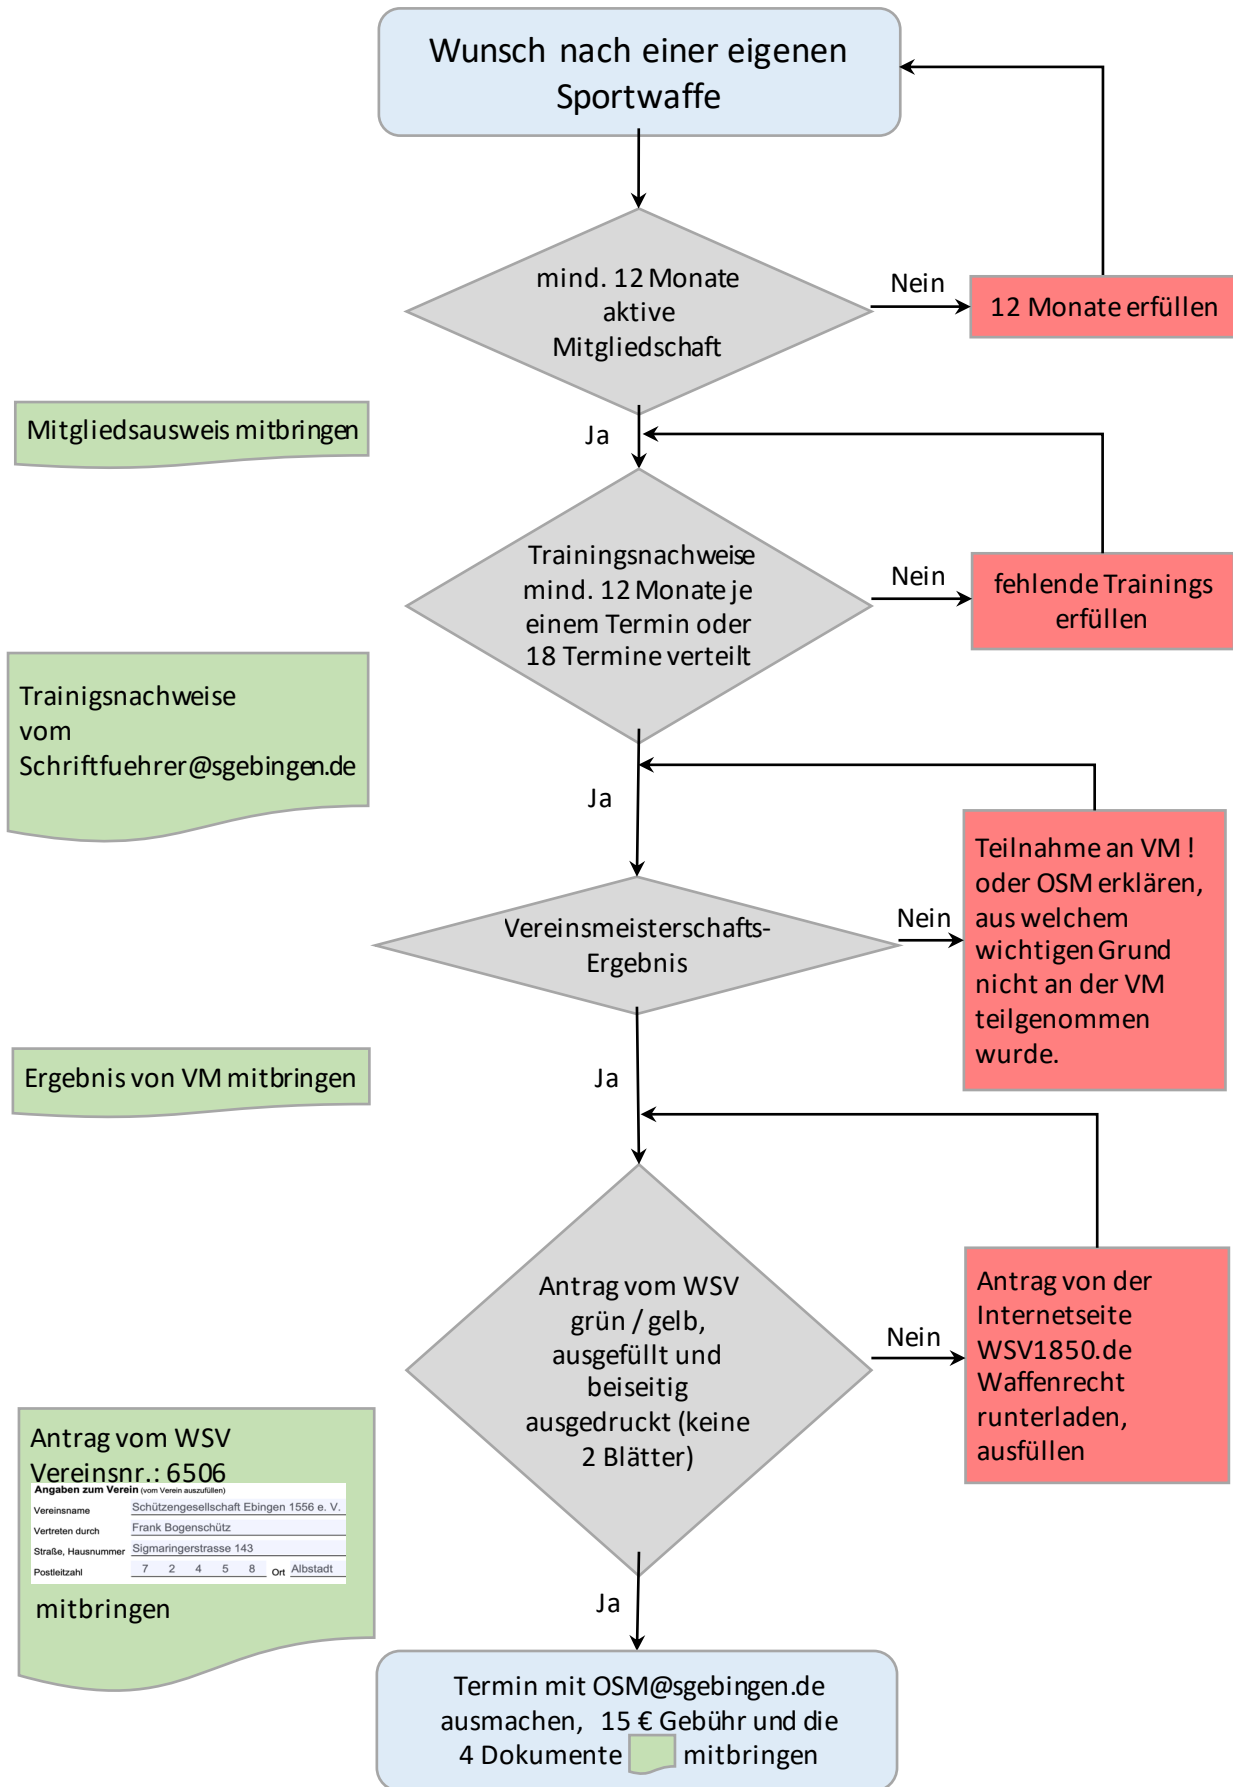 Wunsch nach einer eigenen
Sportwaffe
mind. 12 Monate
aktive
Mitgliedschaft
Nein
12 Monate erfüllen
Mitgliedsausweis mitbringen
Ja
Trainingsnachweise
mind. 12 Monate je
einem Termin oder
18 Termine verteilt
Nein
fehlende Trainings
erfüllen
Trainigsnachweise
vom
Schriftfuehrer@sgebingen.de
Ja
Vereinsmeisterschafts-
Ergebnis
Nein
Teilnahme an VM !
oder OSM erklären,
aus welchem
wichtigen Grund
nicht an der VM
teilgenommen
wurde.
Ergebnis von VM mitbringen
Ja
Antrag vom WSV
grün / gelb,
ausgefüllt und
beiseitig
ausgedruckt (keine
2 Blätter)
Nein
Antrag von der
Internetseite
WSV1850.de
Waffenrecht
runterladen,
ausfüllen
Antrag vom WSV
Vereinsnr.: 6506
Angaben zum Verein (vom Verein auszufüllen)
Vereinsname Schützengesellschaft Ebingen 1556 e. V.
Vertreten durch Frank Bogenschütz
Straße, Hausnummer Sigmaringerstrasse 143
Postleitzahl 7 2 4 5 8 Ort Albstadt
mitbringen
Ja
Termin mit OSM@sgebingen.de
ausmachen, 15 € Gebühr und die
4 Dokumente mitbringen